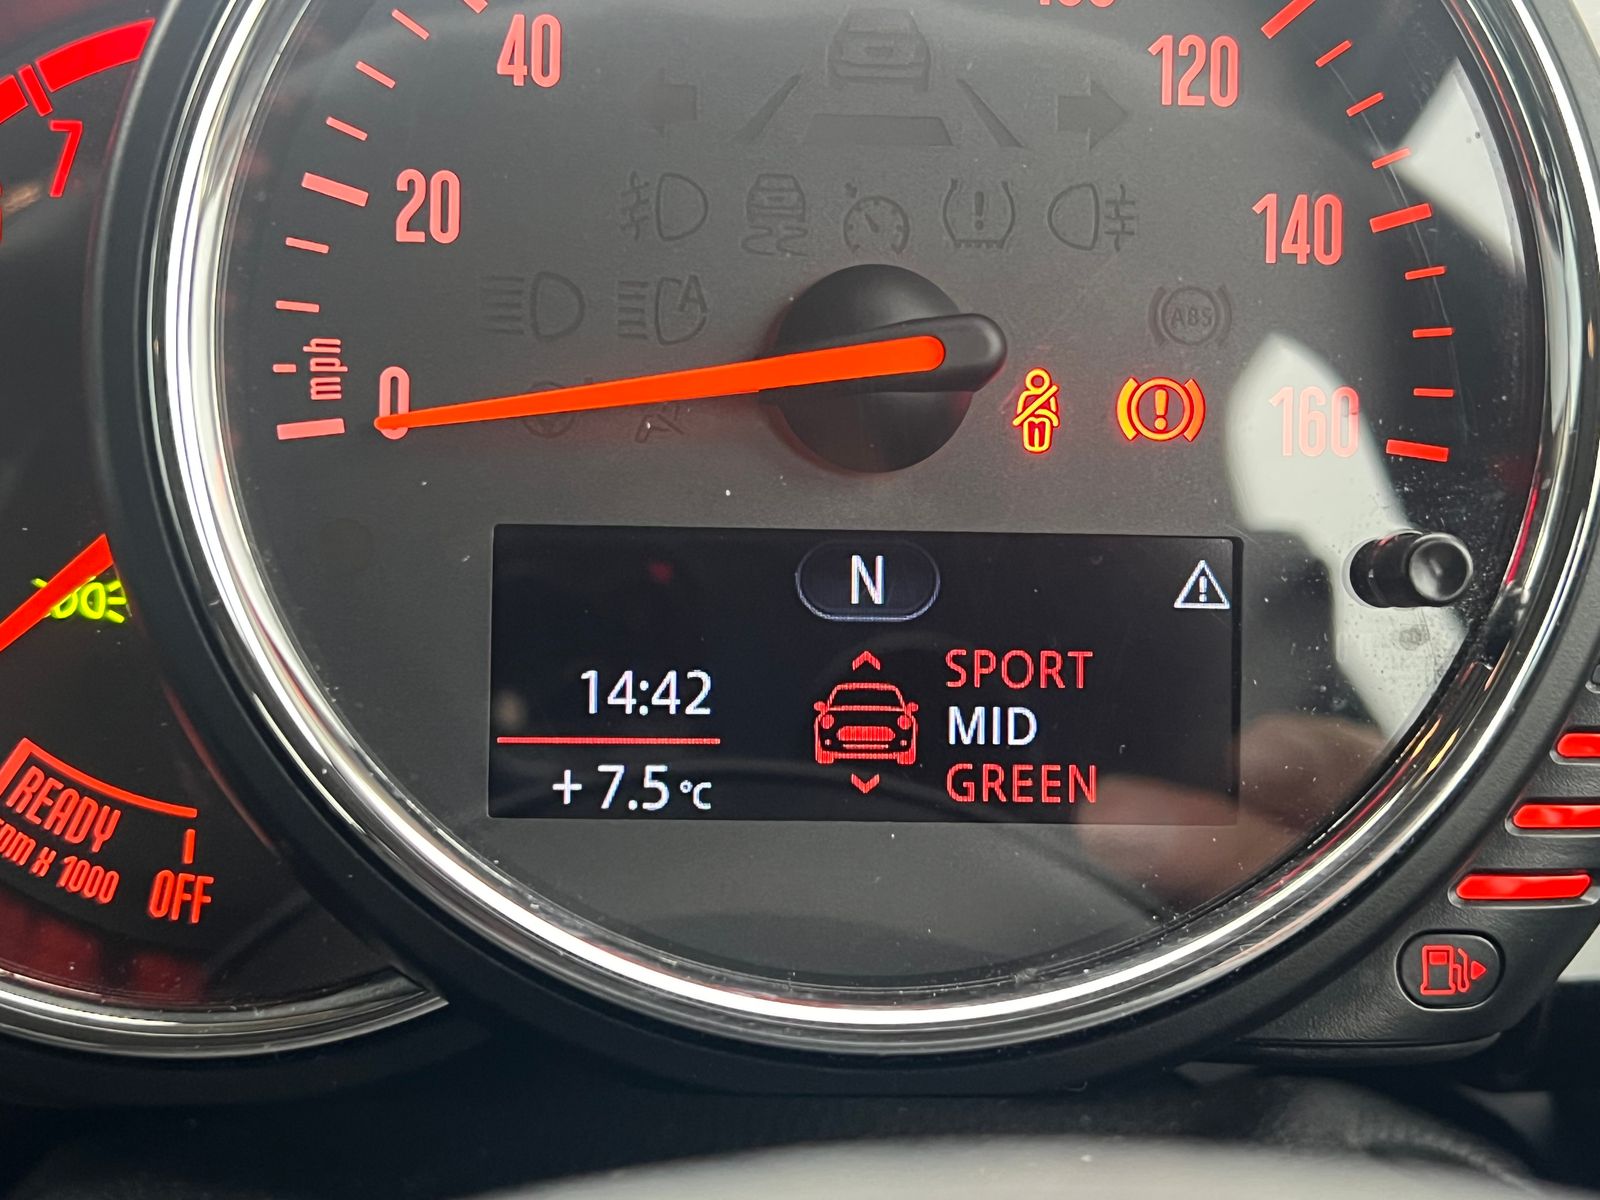 40
120
7
20
140
ABS
mph
0
160
N
SPORT
14:42
MID
+ 7.5 °C
GREEN
READY
X 1000
OFF